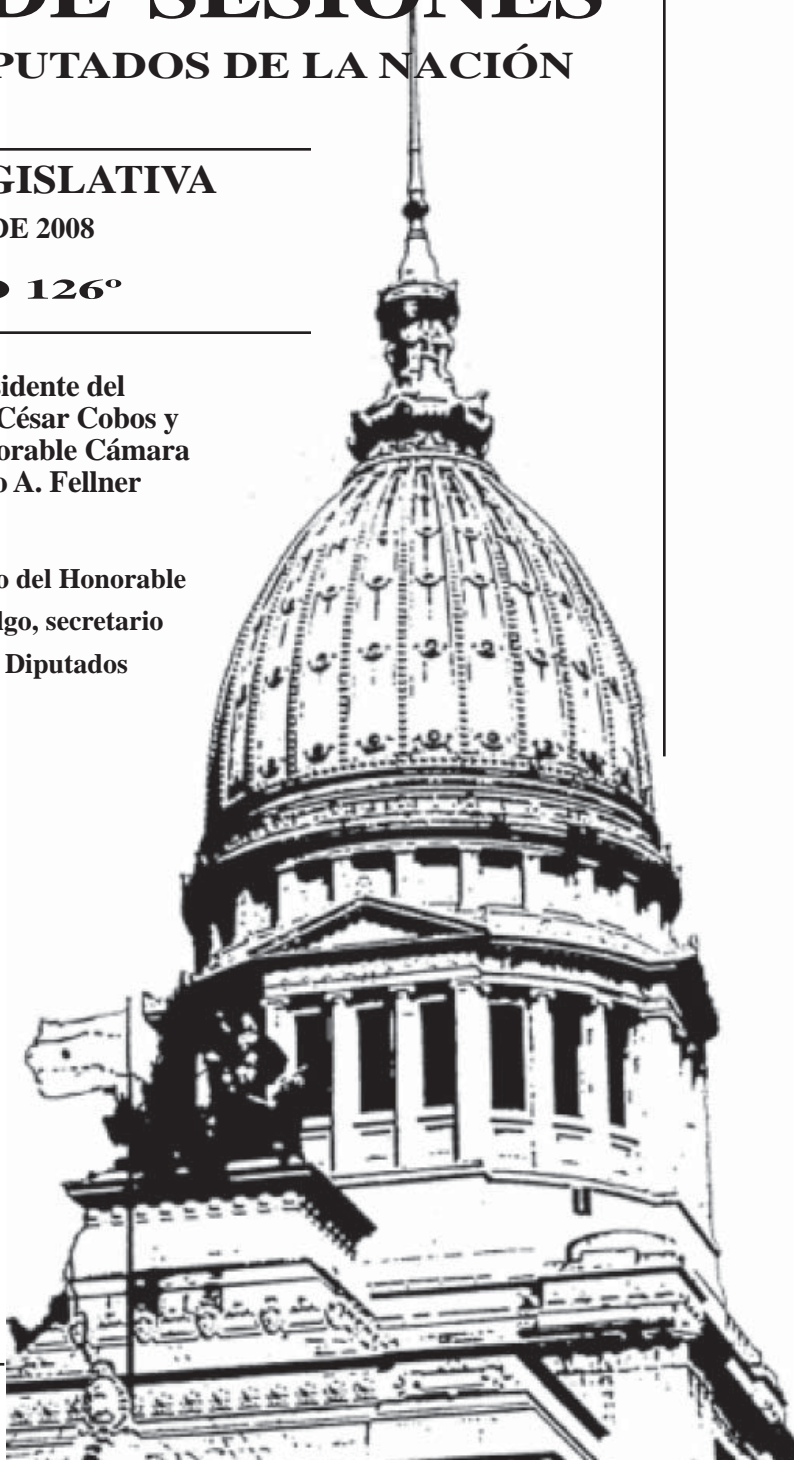 DE SESIONES
PUTADOS DE LA NACIÓN
GISLATIVA
DE 2008
126º
sidente del
César Cobos y
orable Cámara
o A. Fellner
o del Honorable
lgo, secretario
Diputados